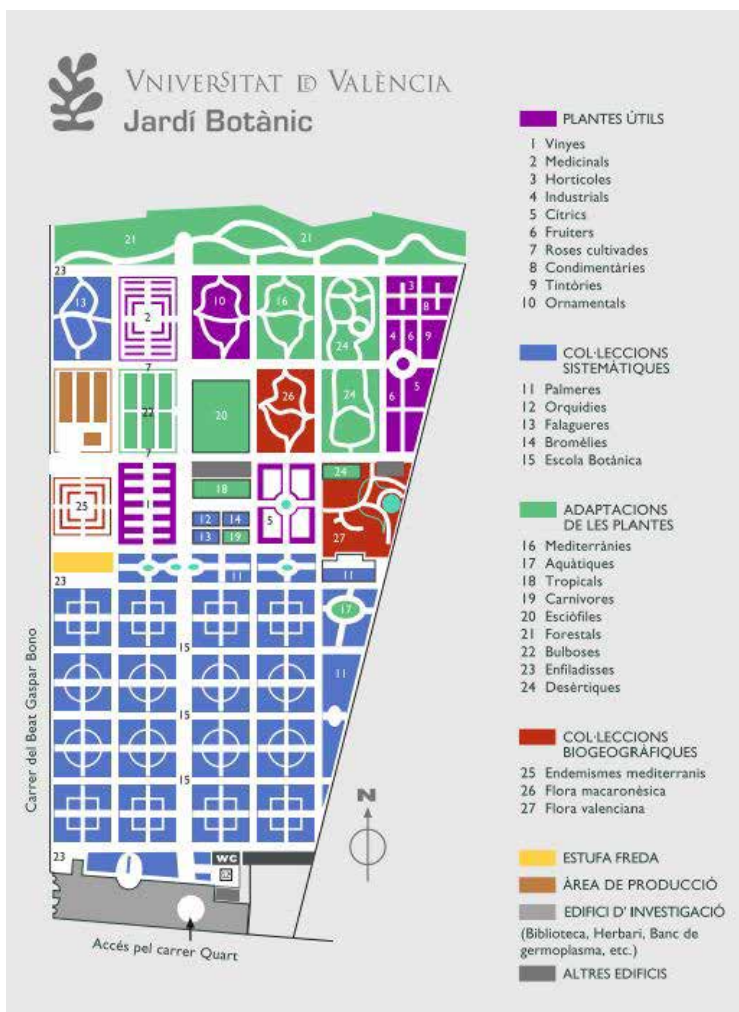 VNIVERSITAT DE VALÈNCIA
Jardí Botànic
PLANTES ÚTILS
1 Vinyes
2 Medicinals
3 Hortícoles
4 Industrials
5 Cítrics
6 Fruiters
7 Roses cultivades
8 Condimentàries
9 Tintòries
10 Ornamentals
COL·LECCIONS
SISTEMÀTIQUES
11 Palmeres
12 Orquídies
13 Falagueres
14 Bromèlies
15 Escola Botànica
ADAPTACIONS
DE LES PLANTES
16 Mediterrànies
17 Aquàtiques
18 Tropicals
19 Carnívores
20 Esciòfiles
21 Forestals
22 Bulboses
23 Enfiladisses
24 Desèrtiques
COL·LECCIONS
BIOGEOGRÀFIQUES
25 Endemismes mediterranis
26 Flora macaronèsica
27 Flora valenciana
ESTUFA FREDA
ÀREA DE PRODUCCIÓ
EDIFICI D' INVESTIGACIÓ
(Biblioteca, Herbari, Banc de
germoplasma, etc.)
ALTRES EDIFICIS
21 21
23
13 2 10 16 3
8
24 4 6 9
7
22 20 26 24 6 5
7
25 1 18 24
12 14 5
13 19 27
23 11 11
17
15
11
15
15
23 WC
N
Carrer del Beat Gaspar Bono
Accés pel carrer Quart